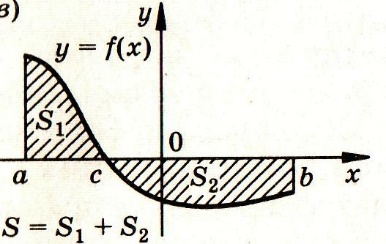 в)
y
y = f(x)
S₁
0
a
c
S₂
b
x
S = S₁ + S₂